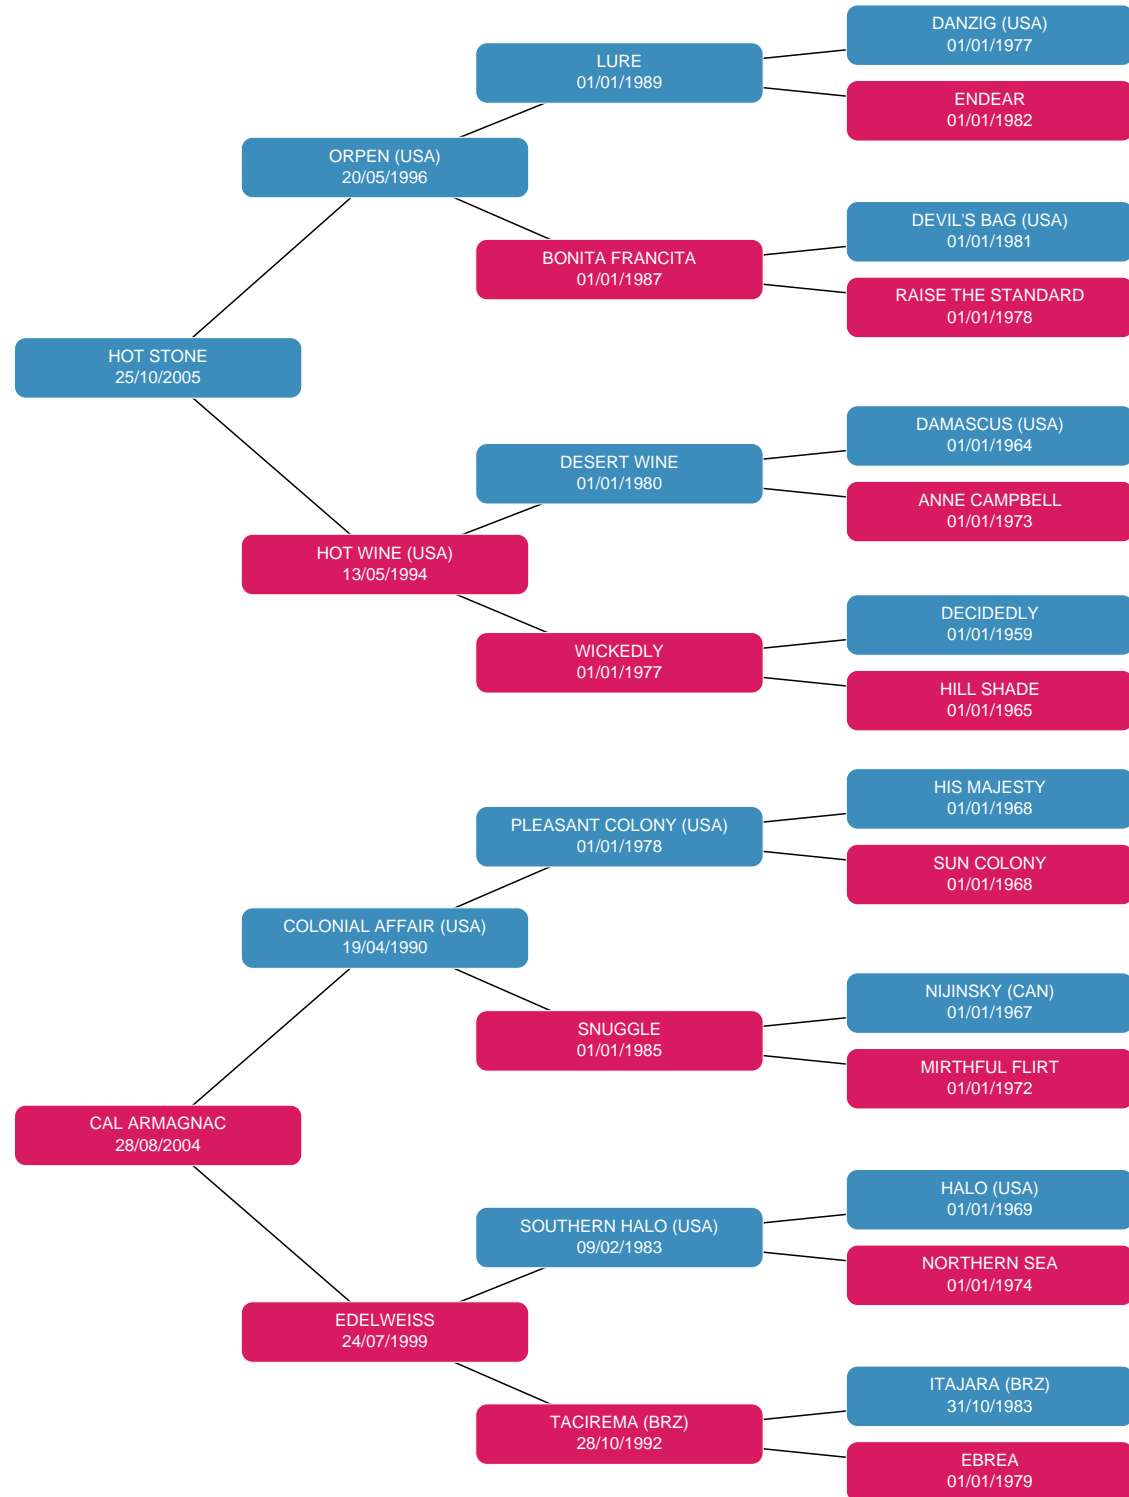 DANZIG (USA)
01/01/1977
LURE
01/01/1989
ENDEAR
01/01/1982
ORPEN (USA)
20/05/1996
DEVIL'S BAG (USA)
01/01/1981
BONITA FRANCITA
01/01/1987
RAISE THE STANDARD
01/01/1978
HOT STONE
25/10/2005
DAMASCUS (USA)
01/01/1964
DESERT WINE
01/01/1980
ANNE CAMPBELL
01/01/1973
HOT WINE (USA)
13/05/1994
DECIDEDLY
01/01/1959
WICKEDLY
01/01/1977
HILL SHADE
01/01/1965
HIS MAJESTY
01/01/1968
PLEASANT COLONY (USA)
01/01/1978
SUN COLONY
01/01/1968
COLONIAL AFFAIR (USA)
19/04/1990
NIJINSKY (CAN)
01/01/1967
SNUGGLE
01/01/1985
MIRTHFUL FLIRT
01/01/1972
CAL ARMAGNAC
28/08/2004
HALO (USA)
01/01/1969
SOUTHERN HALO (USA)
09/02/1983
NORTHERN SEA
01/01/1974
EDELWEISS
24/07/1999
ITAJARA (BRZ)
31/10/1983
TACIREMA (BRZ)
28/10/1992
EBREA
01/01/1979